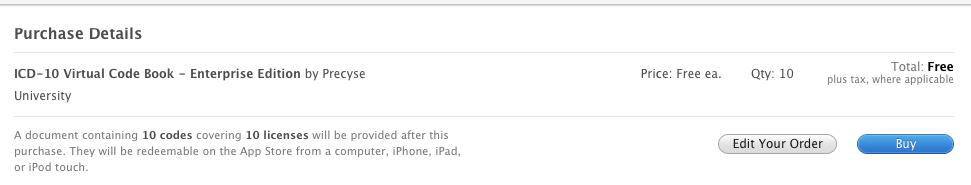 Purchase Details
ICD-10 Virtual Code Book - Enterprise Edition by Precyse University
Price: Free ea.
Qty: 10
Total: Free
plus tax, where applicable
A document containing 10 codes covering 10 licenses will be provided after this
purchase. They will be redeemable on the App Store from a computer, iPhone, iPad,
or iPod touch.
Edit Your Order
Buy